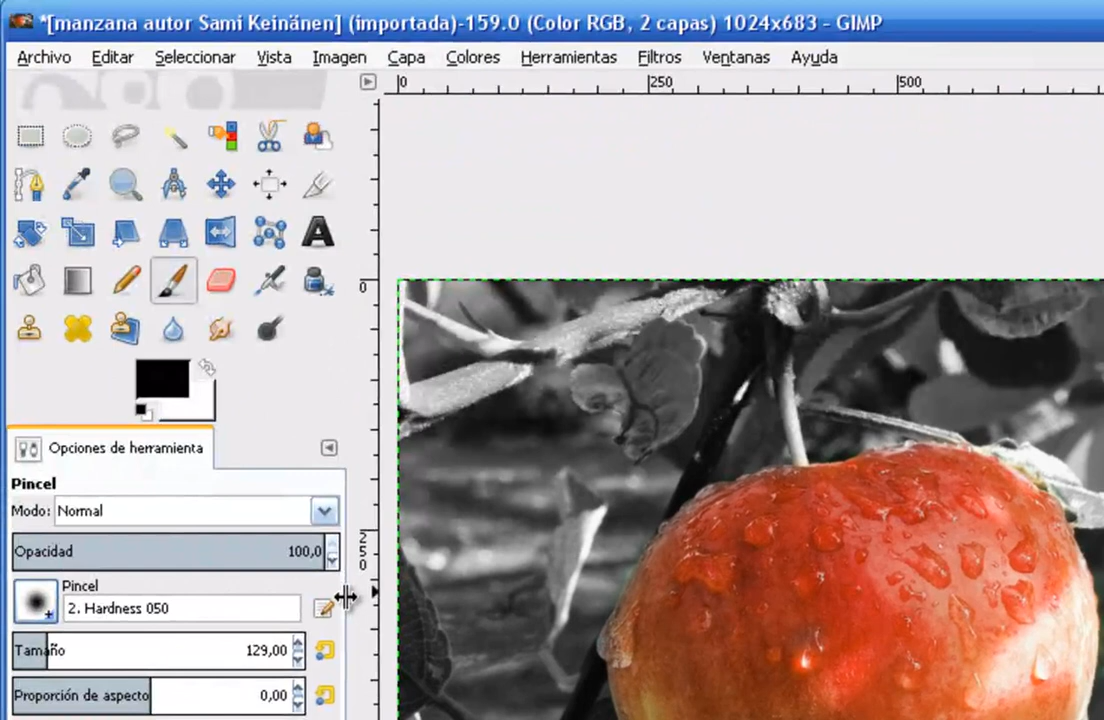 *[manzana autor Sami Keinänen] (importada)-159.0 (Color RGB, 2 capas) 1024x683 - GIMP
Archivo Editar Seleccionar Vista Imagen Capa Colores Herramientas Filtros Ventanas Ayuda
0 250 500
0
Opciones de herramienta
Pincel
Modo: Normal
250
Opacidad 100,0
Pincel
2. Hardness 050
Tamaño 129,00
Proporción de aspecto 0,00